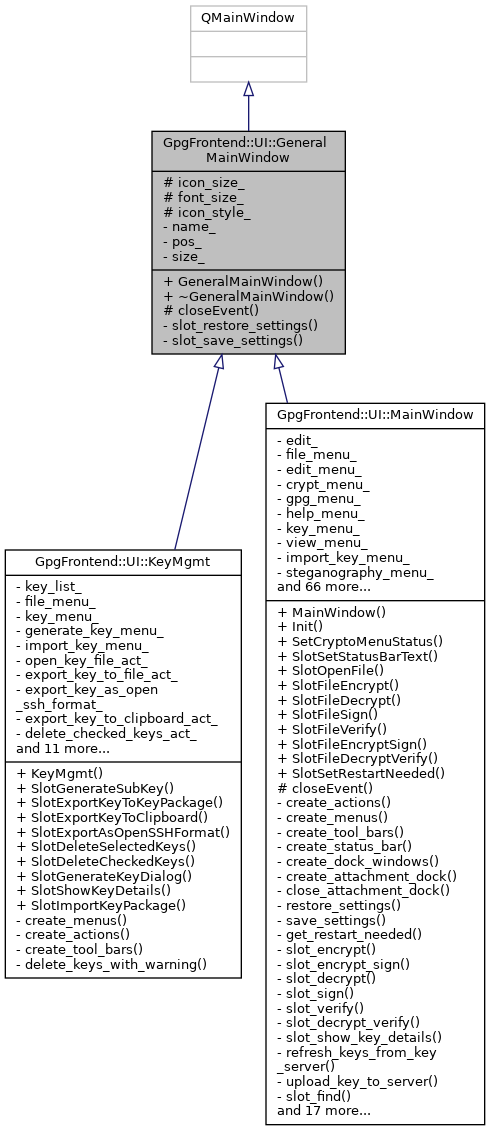 QMainWindow
GpgFrontend::UI::General
MainWindow
# icon_size_
# font_size_
# icon_style_
- name_
- pos_
- size_
+ GeneralMainWindow()
+ ~GeneralMainWindow()
# closeEvent()
- slot_restore_settings()
- slot_save_settings()
GpgFrontend::UI::KeyMgmt
- key_list_
- file_menu_
- key_menu_
- generate_key_menu_
- import_key_menu_
- open_key_file_act_
- export_key_to_file_act_
- export_key_as_open
_ssh_format_
- export_key_to_clipboard_act_
- delete_checked_keys_act_
and 11 more...
+ KeyMgmt()
+ SlotGenerateSubKey()
+ SlotExportKeyToKeyPackage()
+ SlotExportKeyToClipboard()
+ SlotExportAsOpenSSHFormat()
+ SlotDeleteSelectedKeys()
+ SlotDeleteCheckedKeys()
+ SlotGenerateKeyDialog()
+ SlotShowKeyDetails()
+ SlotImportKeyPackage()
- create_menus()
- create_actions()
- create_tool_bars()
- delete_keys_with_warning()
GpgFrontend::UI::MainWindow
- edit_
- file_menu_
- edit_menu_
- crypt_menu_
- gpg_menu_
- help_menu_
- key_menu_
- view_menu_
- import_key_menu_
- steganography_menu_
and 66 more...
+ MainWindow()
+ Init()
+ SetCryptoMenuStatus()
+ SlotSetStatusBarText()
+ SlotOpenFile()
+ SlotFileEncrypt()
+ SlotFileDecrypt()
+ SlotFileSign()
+ SlotFileVerify()
+ SlotFileEncryptSign()
+ SlotFileDecryptVerify()
+ SlotSetRestartNeeded()
# closeEvent()
- create_actions()
- create_menus()
- create_tool_bars()
- create_status_bar()
- create_dock_windows()
- create_attachment_dock()
- close_attachment_dock()
- restore_settings()
- save_settings()
- get_restart_needed()
- slot_encrypt()
- slot_encrypt_sign()
- slot_decrypt()
- slot_sign()
- slot_verify()
- slot_decrypt_verify()
- slot_show_key_details()
- refresh_keys_from_key
_server()
- upload_key_to_server()
- slot_find()
and 17 more...